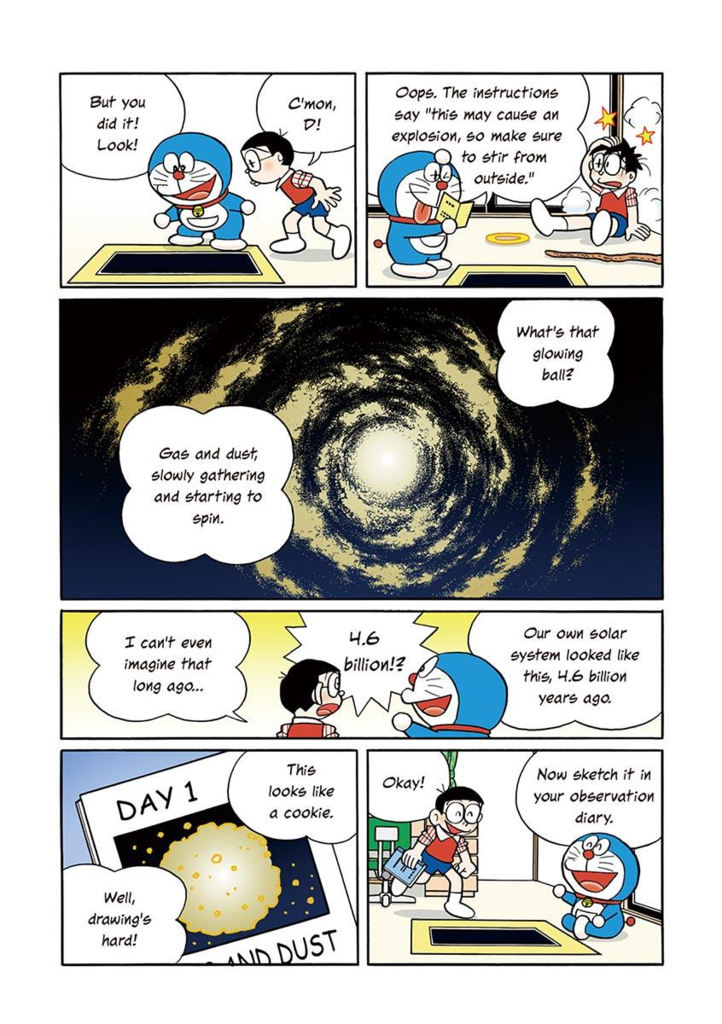 Oops. The instructions
say "this may cause an
explosion, so make sure
to stir from
outside."
C'mon,
D!
But you
did it!
Look!
What's that
glowing
ball?
Gas and dust,
slowly gathering
and starting to
spin.
Our own solar
system looked like
this, 4.6 billion
years ago.
4.6
billion!?
I can't even
imagine that
long ago...
Now sketch it in
your observation
diary.
Okay!
This
looks like
a cookie.
DAY 1
Well,
drawing's
hard!
AND DUST